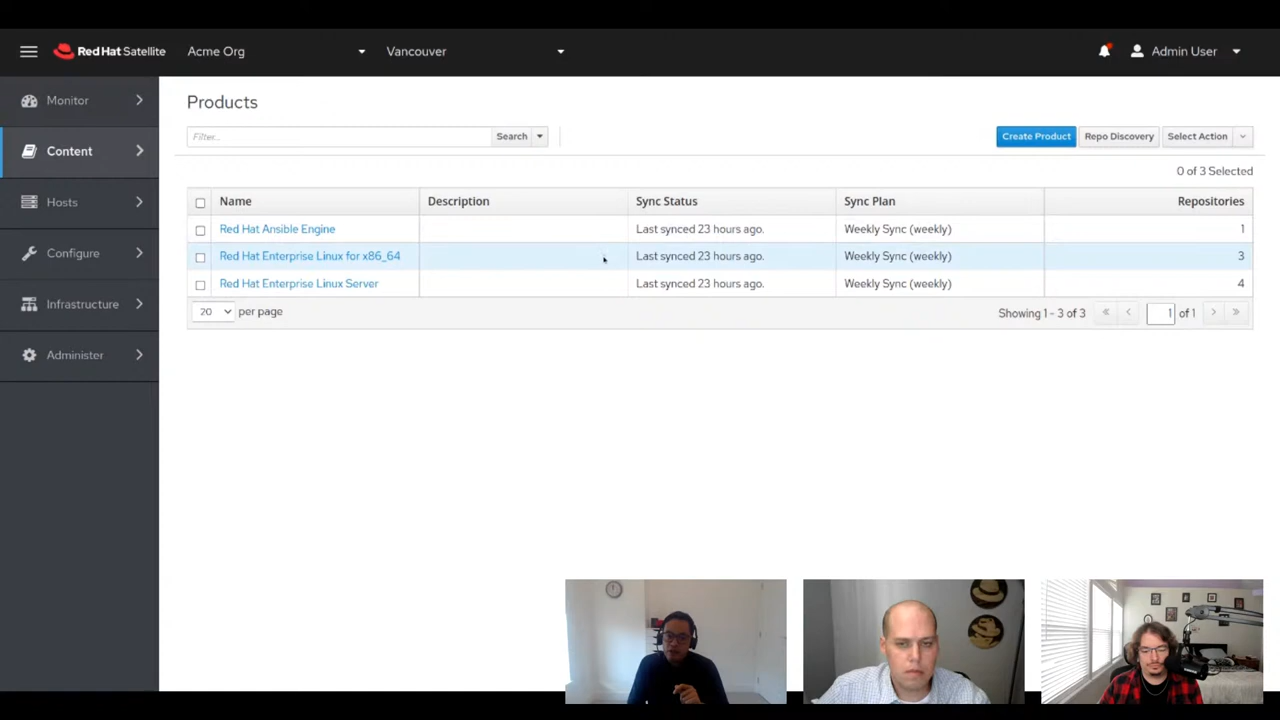 Red Hat Satellite Acme Org Vancouver Admin User
Monitor
Content
Hosts
Configure
Infrastructure
Administer
Products
Filter... Search Create Product Repo Discovery Select Action
0 of 3 Selected
Name Description Sync Status Sync Plan Repositories
Red Hat Ansible Engine Last synced 23 hours ago. Weekly Sync (weekly) 1
Red Hat Enterprise Linux for x86_64 Last synced 23 hours ago. Weekly Sync (weekly) 3
Red Hat Enterprise Linux Server Last synced 23 hours ago. Weekly Sync (weekly) 4
20 per page Showing 1 - 3 of 3 « ‹ 1 of 1 › »